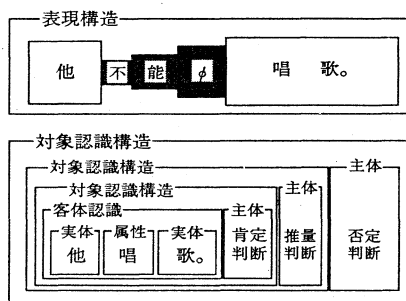 表現構造
他 不 能 φ 唱 歌。
対象認識構造
対象認識構造 主体
対象認識構造 主体
客体認識 主体
実体 属性 実体 肯定 推量 否定
他 唱 歌。 判断 判断 判断